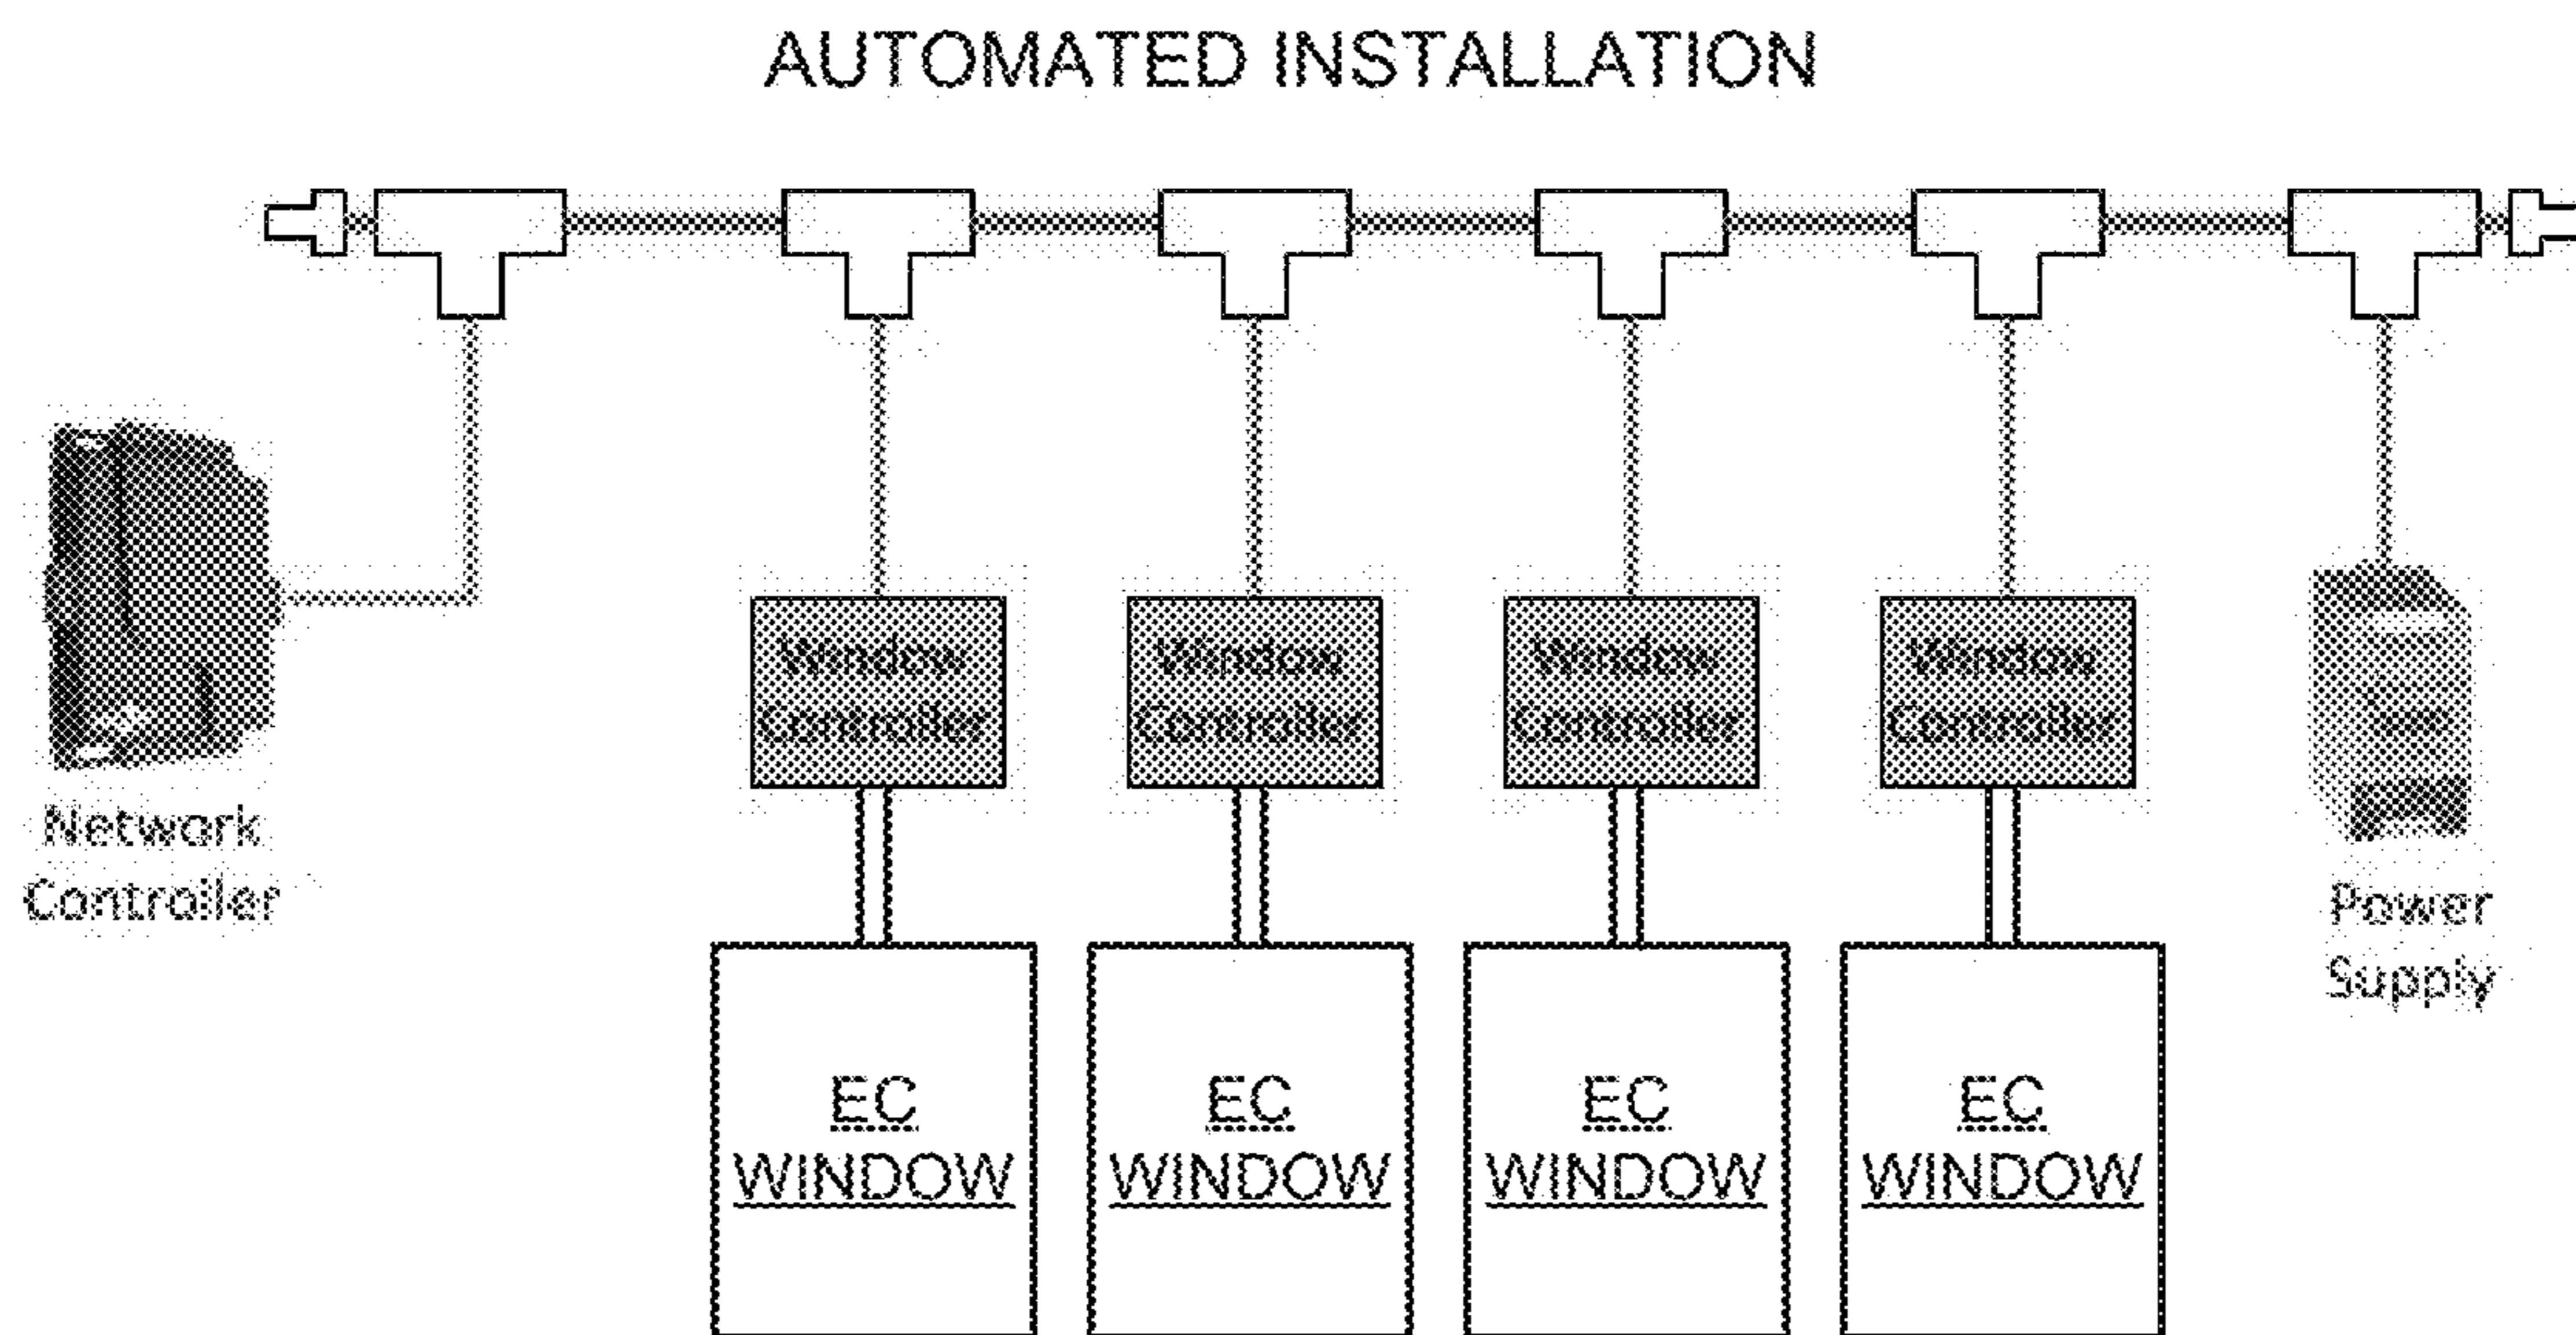 AUTOMATED INSTALLATION
Window
Controller
Window
Controller
Window
Controller
Window
Controller
Network
Controller
Power
Supply
EC
WINDOW
EC
WINDOW
EC
WINDOW
EC
WINDOW